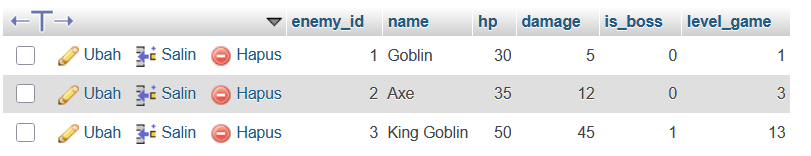 enemy_id name hp damage is_boss level_game
Ubah Salin Hapus 1 Goblin 30 5 0 1
Ubah Salin Hapus 2 Axe 35 12 0 3
Ubah Salin Hapus 3 King Goblin 50 45 1 13